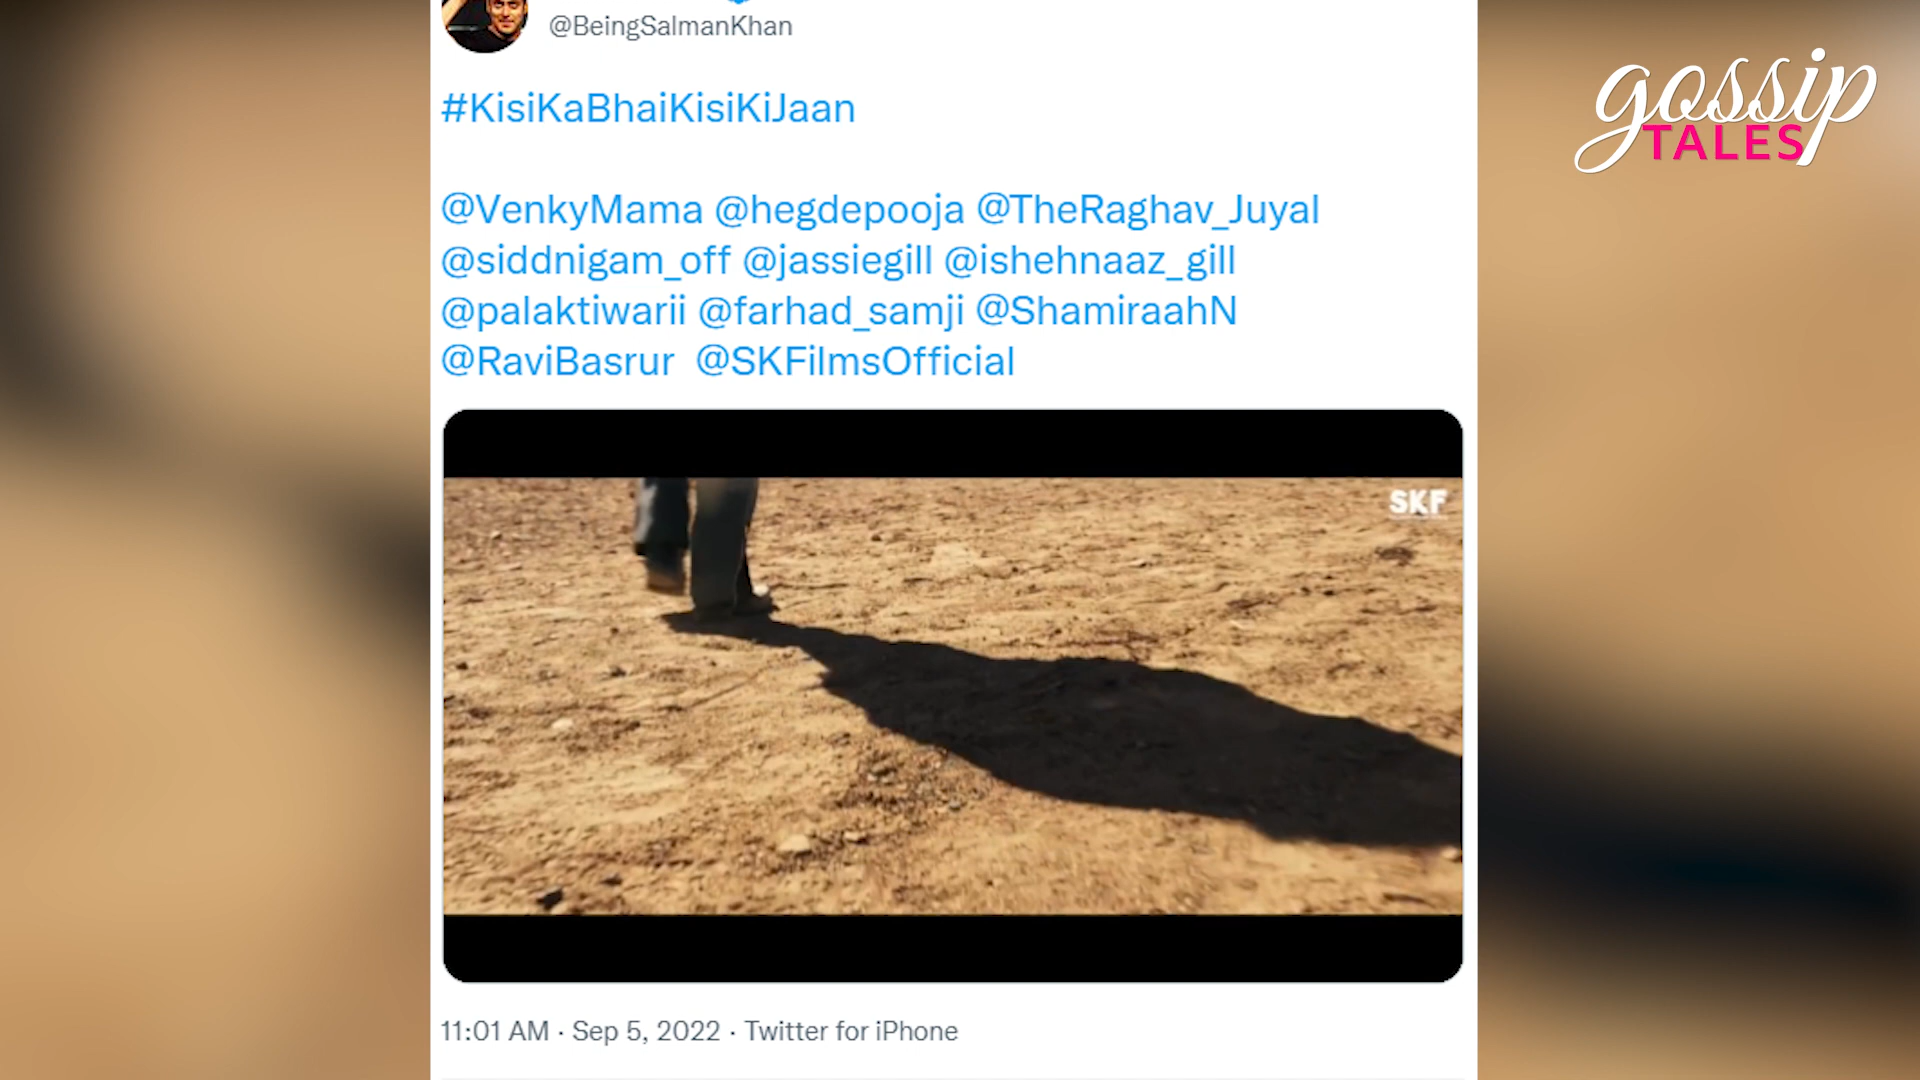 @BeingSalmanKhan
gossip
TALES
#KisiKaBhaiKisiKiJaan
@VenkyMama @hegdepooja @TheRaghav_Juyal
@siddnigam_off @jassiegill @ishehnaaz_gill
@palaktiwarii @farhad_samji @ShamiraahN
@RaviBasrur @SKFilmsOfficial
SKF
11:01 AM · Sep 5, 2022 · Twitter for iPhone